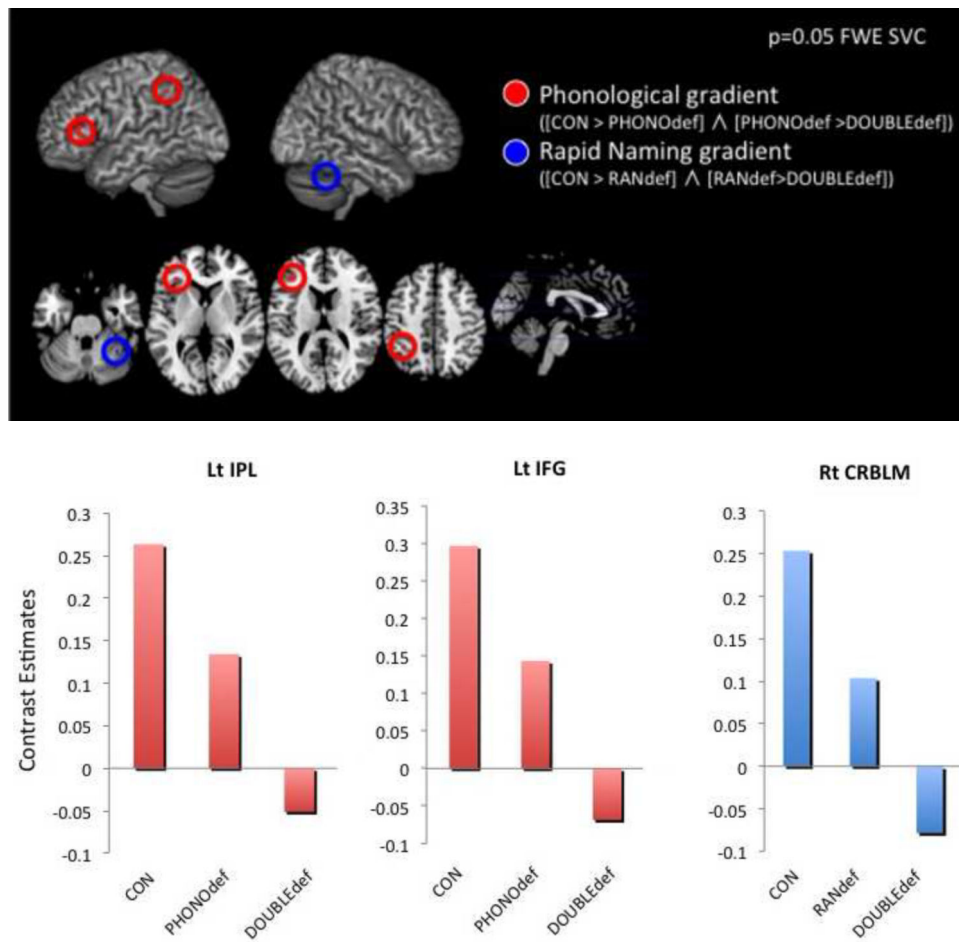 p=0.05 FWE SVC
Phonological gradient
([CON > PHONOdef] ∧ [PHONOdef >DOUBLEdef])
Rapid Naming gradient
([CON > RANdef] ∧ [RANdef>DOUBLEdef])
Lt IPL
Contrast Estimates
0.3
0.25
0.2
0.15
0.1
0.05
0
-0.05
-0.1
CON
PHONOdef
DOUBLEdef
Lt IFG
0.35
0.3
0.25
0.2
0.15
0.1
0.05
0
-0.05
-0.1
CON
PHONOdef
DOUBLEdef
Rt CRBLM
0.3
0.25
0.2
0.15
0.1
0.05
0
-0.05
-0.1
CON
RANdef
DOUBLEdef